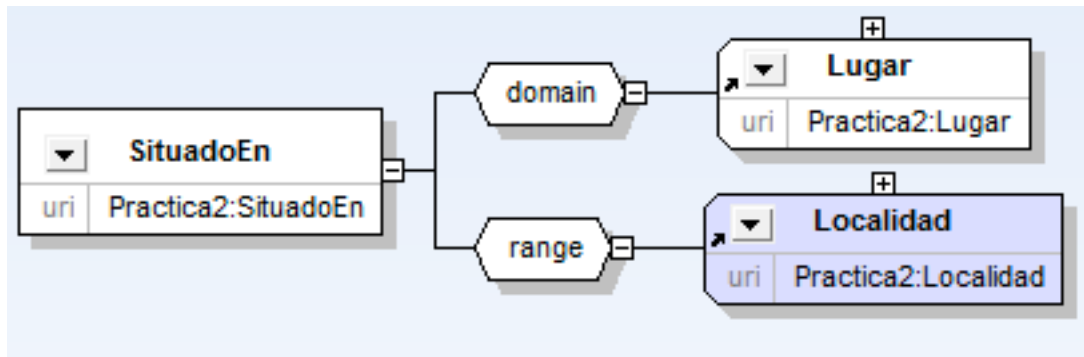 SituadoEn
uri Practica2:SituadoEn
domain
Lugar
uri Practica2:Lugar
range
Localidad
uri Practica2:Localidad